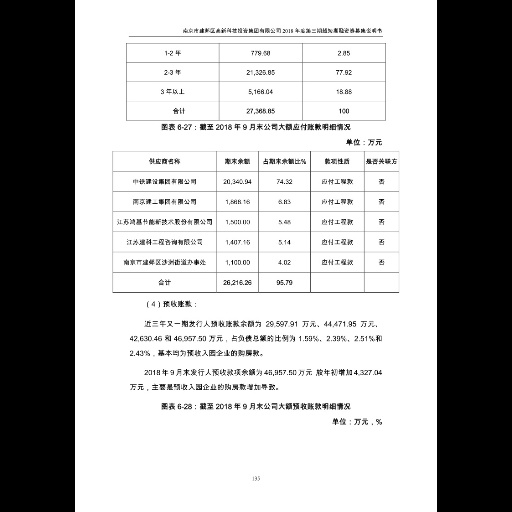 南京市建邺区高新科技投资集团有限公司 2018 年度第三期超短期融资券募集说明书
1-2 年 779.68 2.85
2-3 年 21,326.85 77.92
3 年以上 5,166.04 18.88
合计 27,368.85 100
图表 6-27：截至 2018 年 9 月末公司大额应付账款明细情况
单位：万元
供应商名称 期末余额 占期末余额比% 款项性质 是否关联方
中铁建设集团有限公司 20,340.94 74.32 应付工程款 否
南京建工集团有限公司 1,868.16 6.83 应付工程款 否
江苏鸿基节能新技术股份有限公司 1,500.00 5.48 应付工程款 否
江苏建科工程咨询有限公司 1,407.16 5.14 应付工程款 否
南京市建邺区沙洲街道办事处 1,100.00 4.02 应付工程款 否
合计 26,216.26 95.79
（4）预收账款：
近三年又一期发行人预收账款余额为 29,597.91 万元、44,471.95 万元、
42,630.46 和 46,957.50 万元，占负债总额的比例为 1.59%、2.39%、2.51%和
2.43%，基本均为预收入园企业的购房款。
2018 年 9 月末发行人预收款项余额为 46,957.50 万元，较年初增加 4,327.04
万元，主要是预收入园企业的购房款增加导致。
图表 6-28：截至 2018 年 9 月末公司大额预收账款明细情况
单位：万元，%